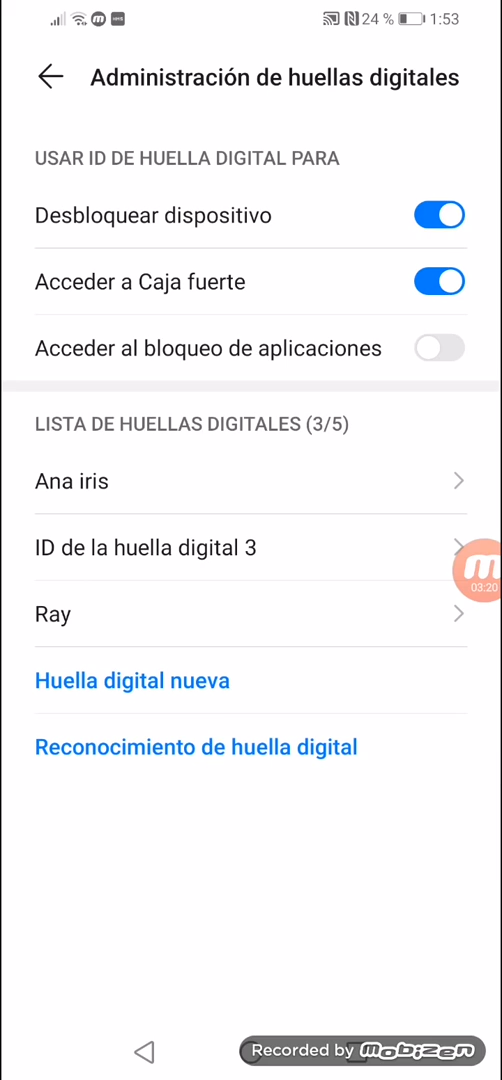 24 % 1:53
Administración de huellas digitales
USAR ID DE HUELLA DIGITAL PARA
Desbloquear dispositivo
Acceder a Caja fuerte
Acceder al bloqueo de aplicaciones
LISTA DE HUELLAS DIGITALES (3/5)
Ana iris
ID de la huella digital 3
03:20
Ray
Huella digital nueva
Reconocimiento de huella digital
Recorded by mobizen